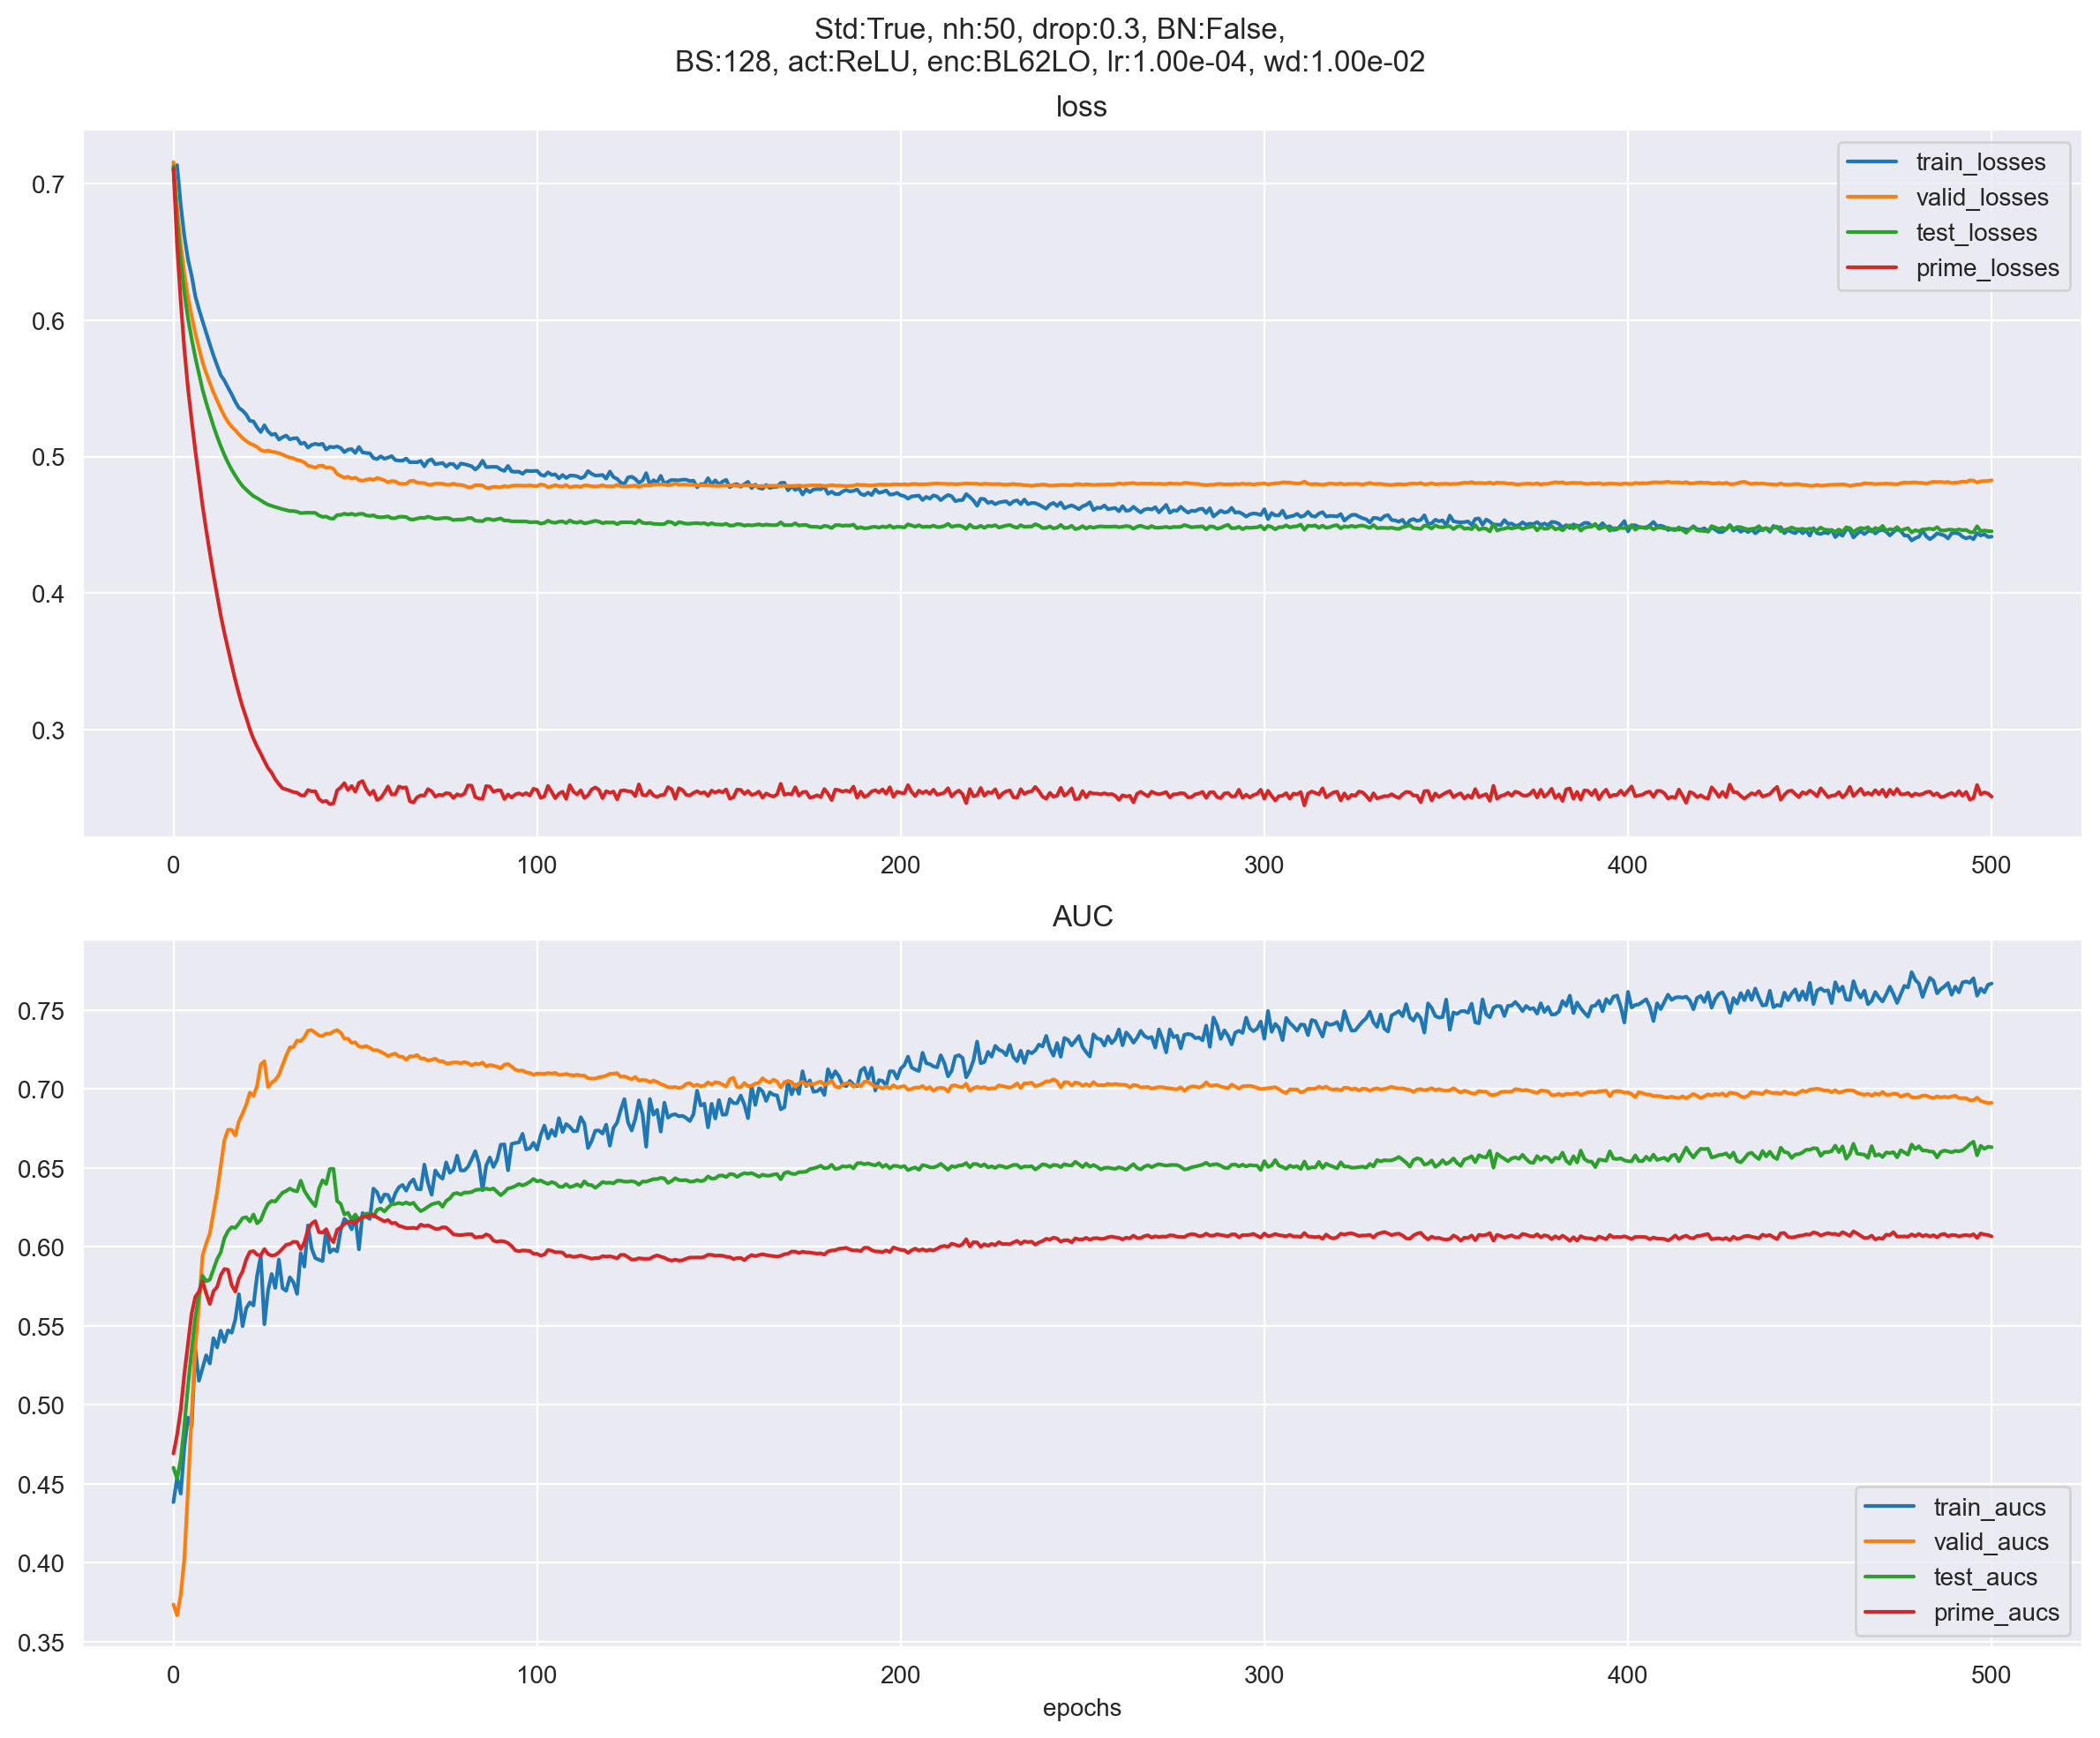 Std:True, nh:50, drop:0.3, BN:False,
BS:128, act:ReLU, enc:BL62LO, lr:1.00e-04, wd:1.00e-02
loss
train_losses
valid_losses
test_losses
prime_losses
0.7
0.6
0.5
0.4
0.3
0 100 200 300 400 500
AUC
0.75
0.70
0.65
0.60
0.55
0.50
0.45
0.40
0.35
train_aucs
valid_aucs
test_aucs
prime_aucs
0 100 200 300 400 500
epochs